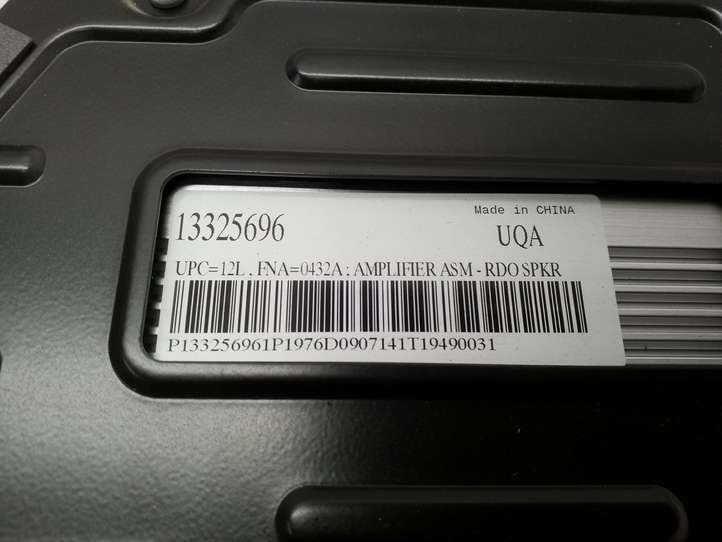 Made in CHINA
13325696 UQA
UPC=12L , FNA=0432A ; AMPLIFIER ASM - RDO SPKR
P133256961P1976D0907141T19490031